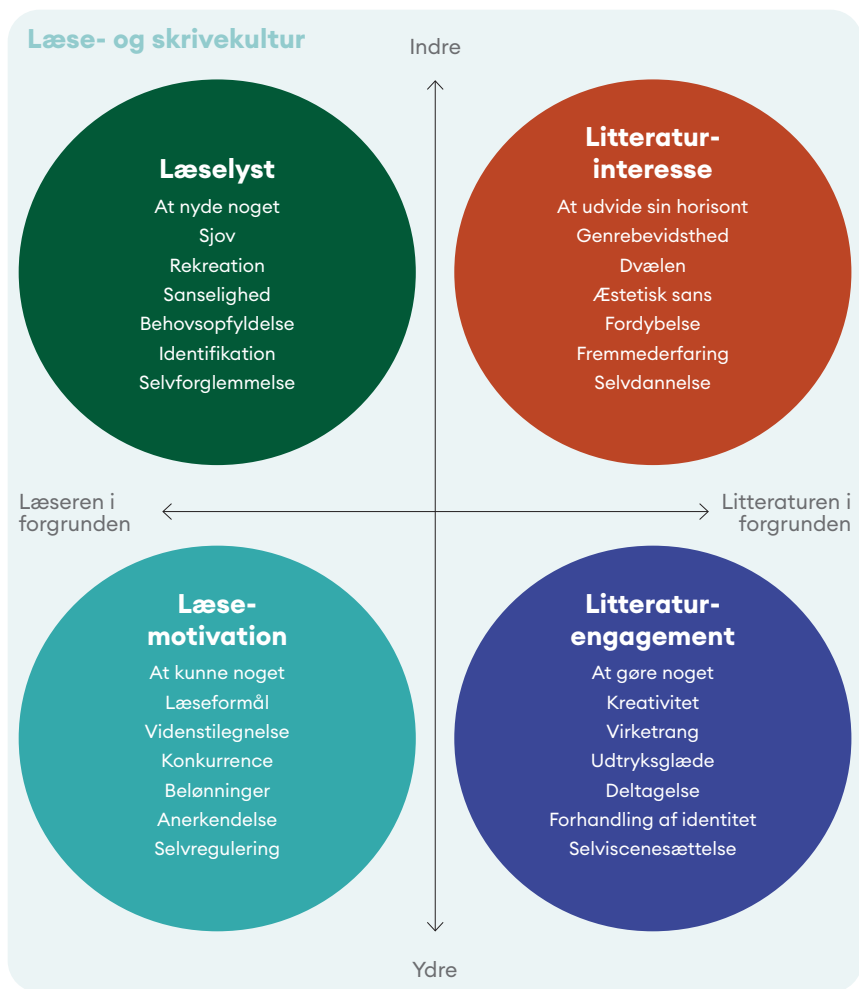 Læse- og skrivekultur
Indre
Læselyst
At nyde noget
Sjov
Rekreation
Sanselighed
Behovsopfyldelse
Identifikation
Selvforglemmelse
Litteratur-
interesse
At udvide sin horisont
Genrebevidsthed
Dvælen
Æstetisk sans
Fordybelse
Fremmederfaring
Selvdannelse
Læseren i
forgrunden
Litteraturen i
forgrunden
Læse-
motivation
At kunne noget
Læseformål
Videnstilegnelse
Konkurrence
Belønninger
Anerkendelse
Selvregulering
Litteratur-
engagement
At gøre noget
Kreativitet
Virketrang
Udtryksglæde
Deltagelse
Forhandling af identitet
Selviscenesættelse
Ydre